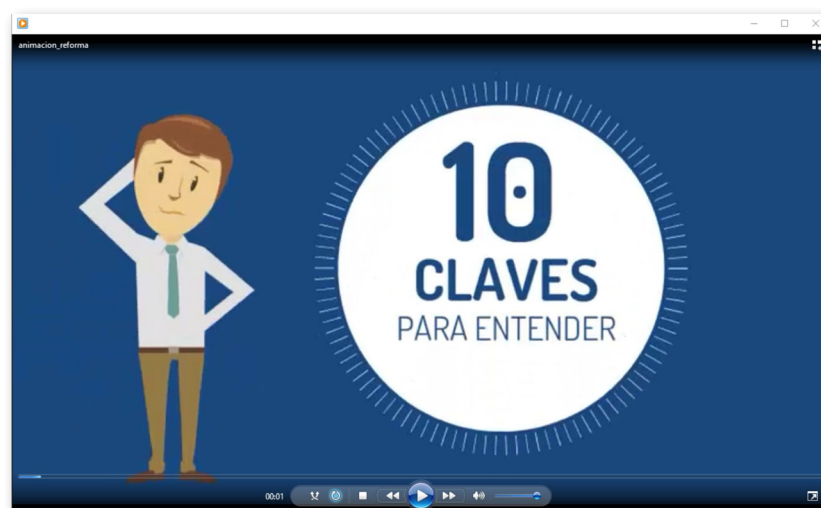 animacion_reforma
10
CLAVES
PARA ENTENDER
00:01